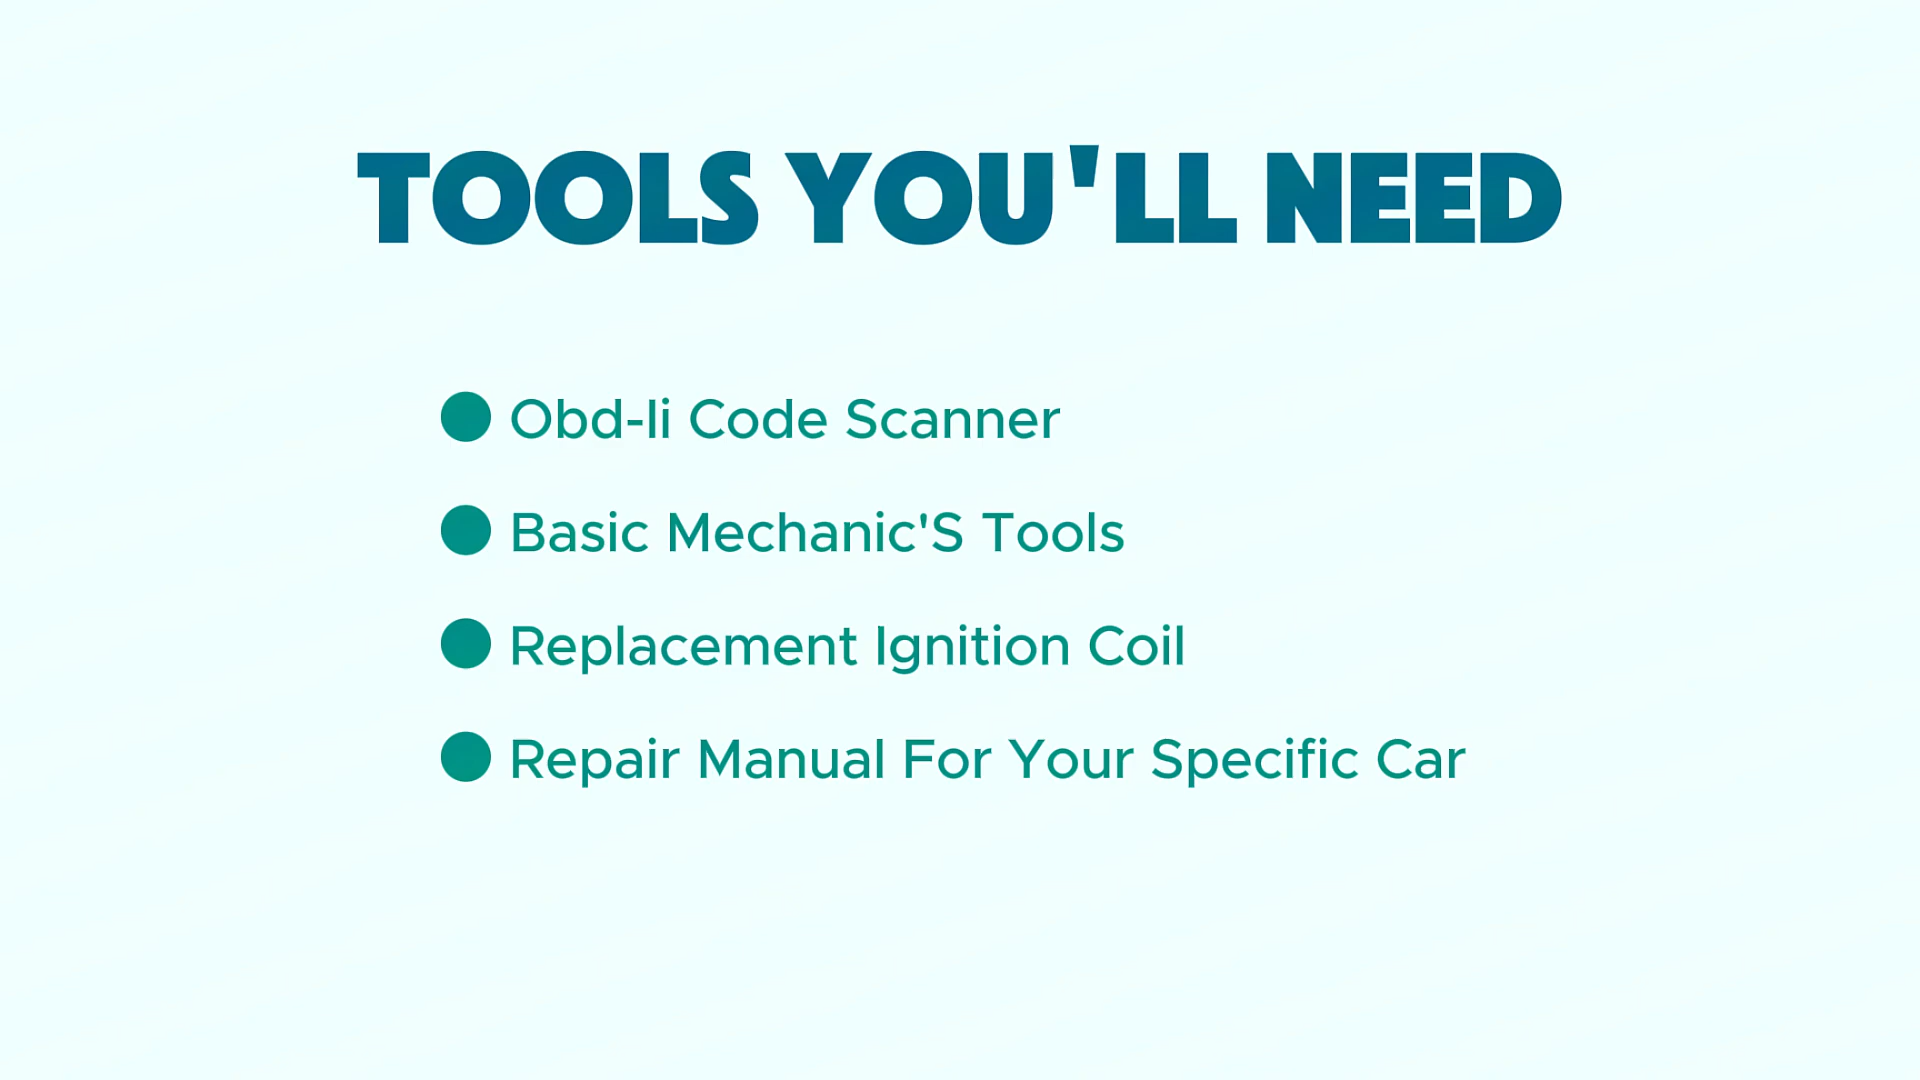 TOOLS YOU'LL NEED
Obd-Ii Code Scanner
Basic Mechanic'S Tools
Replacement Ignition Coil
Repair Manual For Your Specific Car